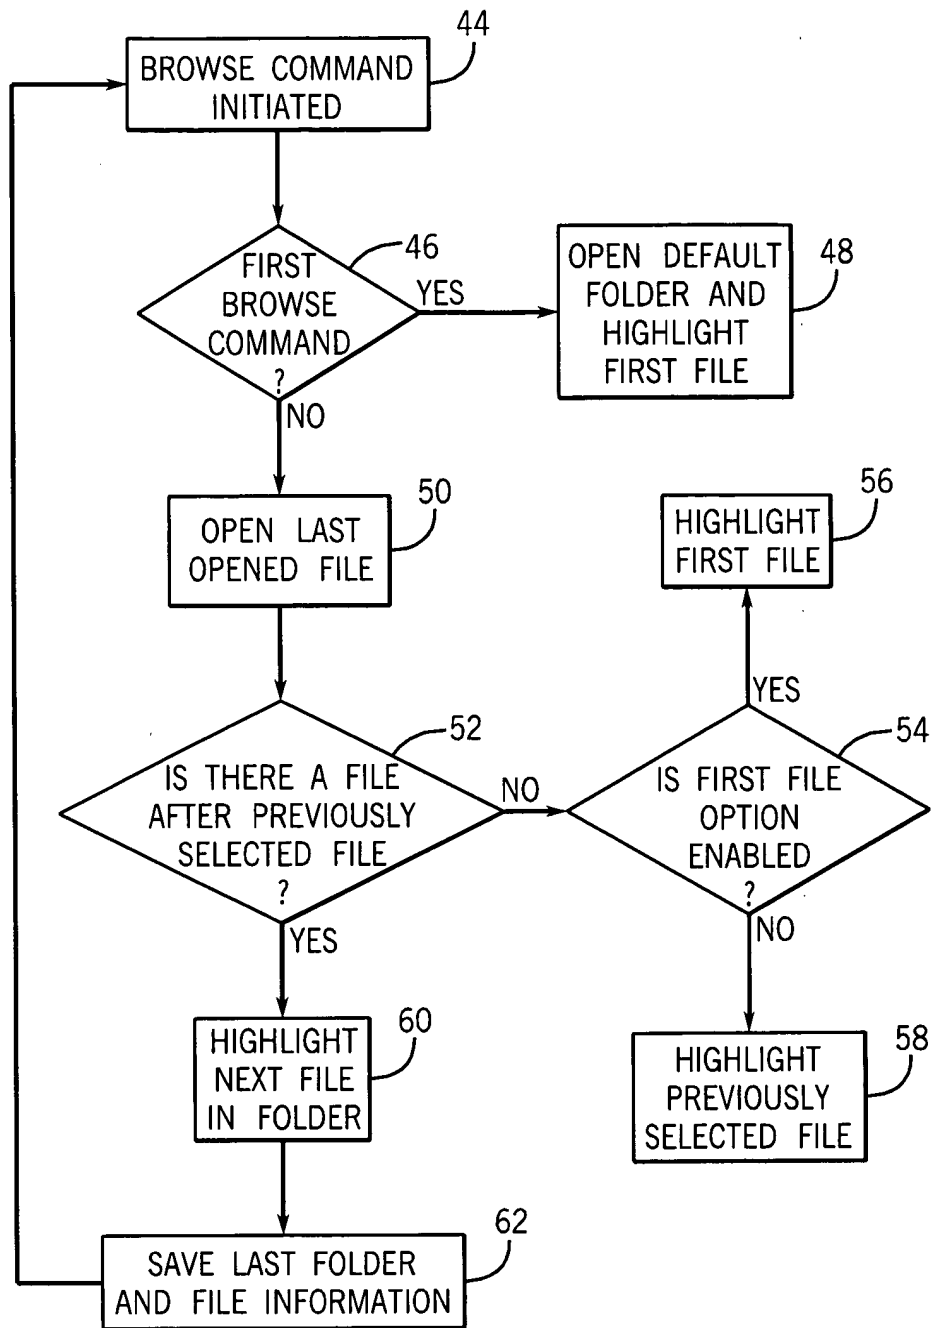 44
BROWSE COMMAND
INITIATED
46
FIRST
BROWSE
COMMAND
?
YES
NO
48
OPEN DEFAULT
FOLDER AND
HIGHLIGHT
FIRST FILE
50
OPEN LAST
OPENED FILE
56
HIGHLIGHT
FIRST FILE
52
IS THERE A FILE
AFTER PREVIOUSLY
SELECTED FILE
?
NO
YES
YES
54
IS FIRST FILE
OPTION
ENABLED
?
NO
60
HIGHLIGHT
NEXT FILE
IN FOLDER
58
HIGHLIGHT
PREVIOUSLY
SELECTED FILE
62
SAVE LAST FOLDER
AND FILE INFORMATION